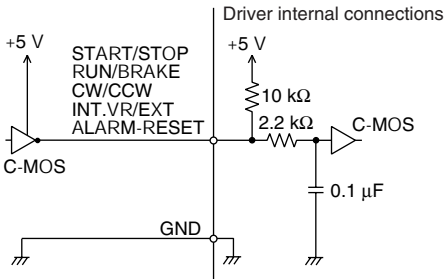 Driver internal connections
+5 V
+5 V
START/STOP
RUN/BRAKE
CW/CCW
INT.VR/EXT
ALARM-RESET
10 kΩ
2.2 kΩ
C-MOS
C-MOS
0.1 µF
GND